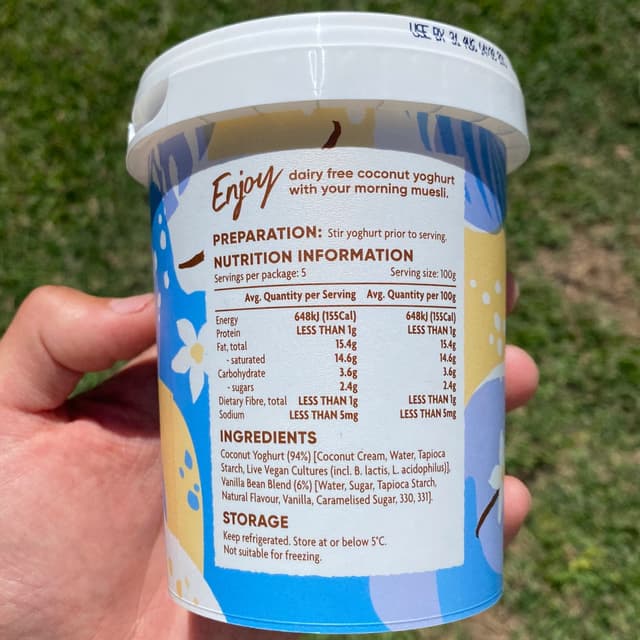 USE BY 31 AUG
Enjoy dairy free coconut yoghurt
with your morning muesli.
PREPARATION: Stir yoghurt prior to serving.
NUTRITION INFORMATION
Servings per package: 5 Serving size: 100g
Avg. Quantity per Serving Avg. Quantity per 100g
Energy 648kJ (155Cal) 648kJ (155Cal)
Protein LESS THAN 1g LESS THAN 1g
Fat, total 15.4g 15.4g
- saturated 14.6g 14.6g
Carbohydrate 3.6g 3.6g
- sugars 2.4g 2.4g
Dietary Fibre, total LESS THAN 1g LESS THAN 1g
Sodium LESS THAN 5mg LESS THAN 5mg
INGREDIENTS
Coconut Yoghurt (94%) [Coconut Cream, Water, Tapioca
Starch, Live Vegan Cultures (incl. B. lactis, L. acidophilus)],
Vanilla Bean Blend (6%) [Water, Sugar, Tapioca Starch,
Natural Flavour, Vanilla, Caramelised Sugar, 330, 331].
STORAGE
Keep refrigerated. Store at or below 5°C.
Not suitable for freezing.